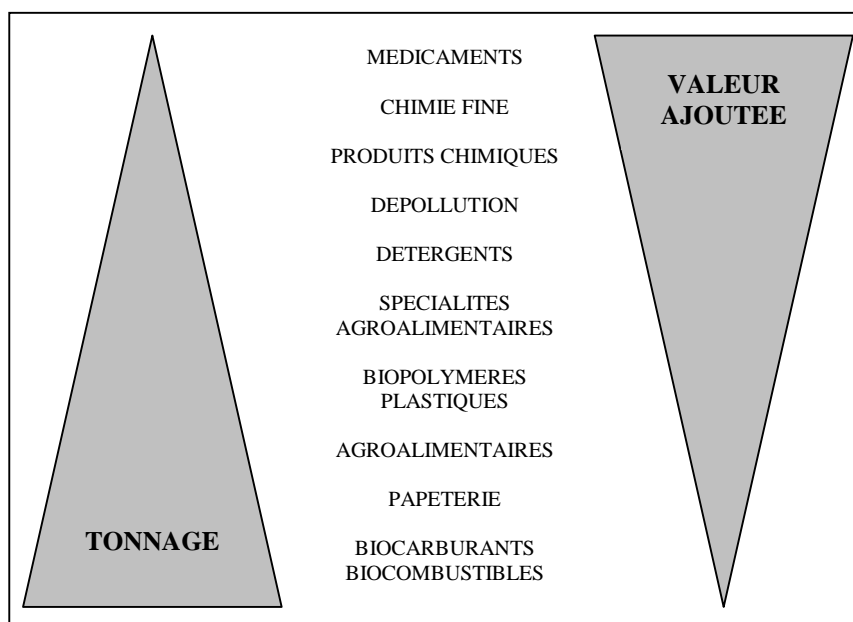 MEDICAMENTS
VALEUR
AJOUTEE
CHIMIE FINE
PRODUITS CHIMIQUES
DEPOLLUTION
DETERGENTS
SPECIALITES
AGROALIMENTAIRES
BIOPOLYMERES
PLASTIQUES
AGROALIMENTAIRES
PAPETERIE
TONNAGE
BIOCARBURANTS
BIOCOMBUSTIBLES